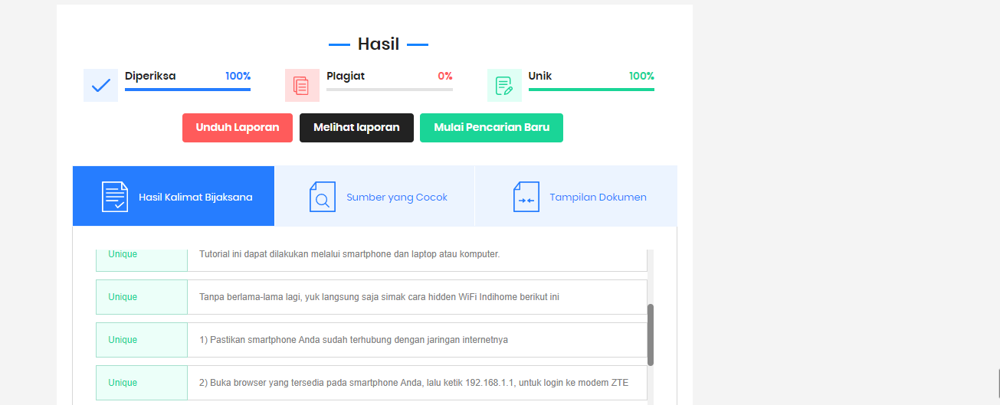 Hasil
Diperiksa 100%
Plagiat 0%
Unik 100%
Unduh Laporan
Melihat laporan
Mulai Pencarian Baru
Hasil Kalimat Bijaksana
Sumber yang Cocok
Tampilan Dokumen
Unique Tutorial ini dapat dilakukan melalui smartphone dan laptop atau komputer.
Unique Tanpa berlama-lama lagi, yuk langsung saja simak cara hidden WiFi Indihome berikut ini
Unique 1) Pastikan smartphone Anda sudah terhubung dengan jaringan internetnya
Unique 2) Buka browser yang tersedia pada smartphone Anda, lalu ketik 192.168.1.1, untuk login ke modem ZTE